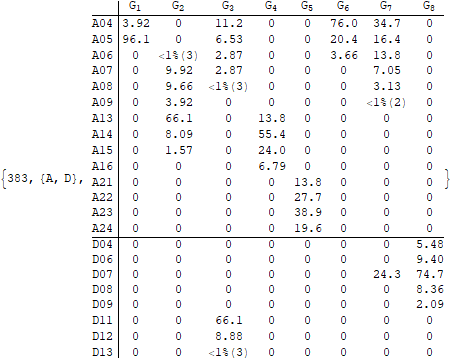 G₁ G₂ G₃ G₄ G₅ G₆ G₇ G₈
A04 3.92 0 11.2 0 0 76.0 34.7 0
A05 96.1 0 6.53 0 0 20.4 16.4 0
A06 0 <1%(3) 2.87 0 0 3.66 13.8 0
A07 0 9.92 2.87 0 0 0 7.05 0
A08 0 9.66 <1%(3) 0 0 0 3.13 0
A09 0 3.92 0 0 0 0 <1%(2) 0
A13 0 66.1 0 13.8 0 0 0 0
A14 0 8.09 0 55.4 0 0 0 0
A15 0 1.57 0 24.0 0 0 0 0
A16 0 0 0 6.79 0 0 0 0
{383, {A, D}, A21 0 0 0 0 13.8 0 0 0 }
A22 0 0 0 0 27.7 0 0 0
A23 0 0 0 0 38.9 0 0 0
A24 0 0 0 0 19.6 0 0 0
D04 0 0 0 0 0 0 0 5.48
D06 0 0 0 0 0 0 0 9.40
D07 0 0 0 0 0 0 24.3 74.7
D08 0 0 0 0 0 0 0 8.36
D09 0 0 0 0 0 0 0 2.09
D11 0 0 66.1 0 0 0 0 0
D12 0 0 8.88 0 0 0 0 0
D13 0 0 <1%(3) 0 0 0 0 0